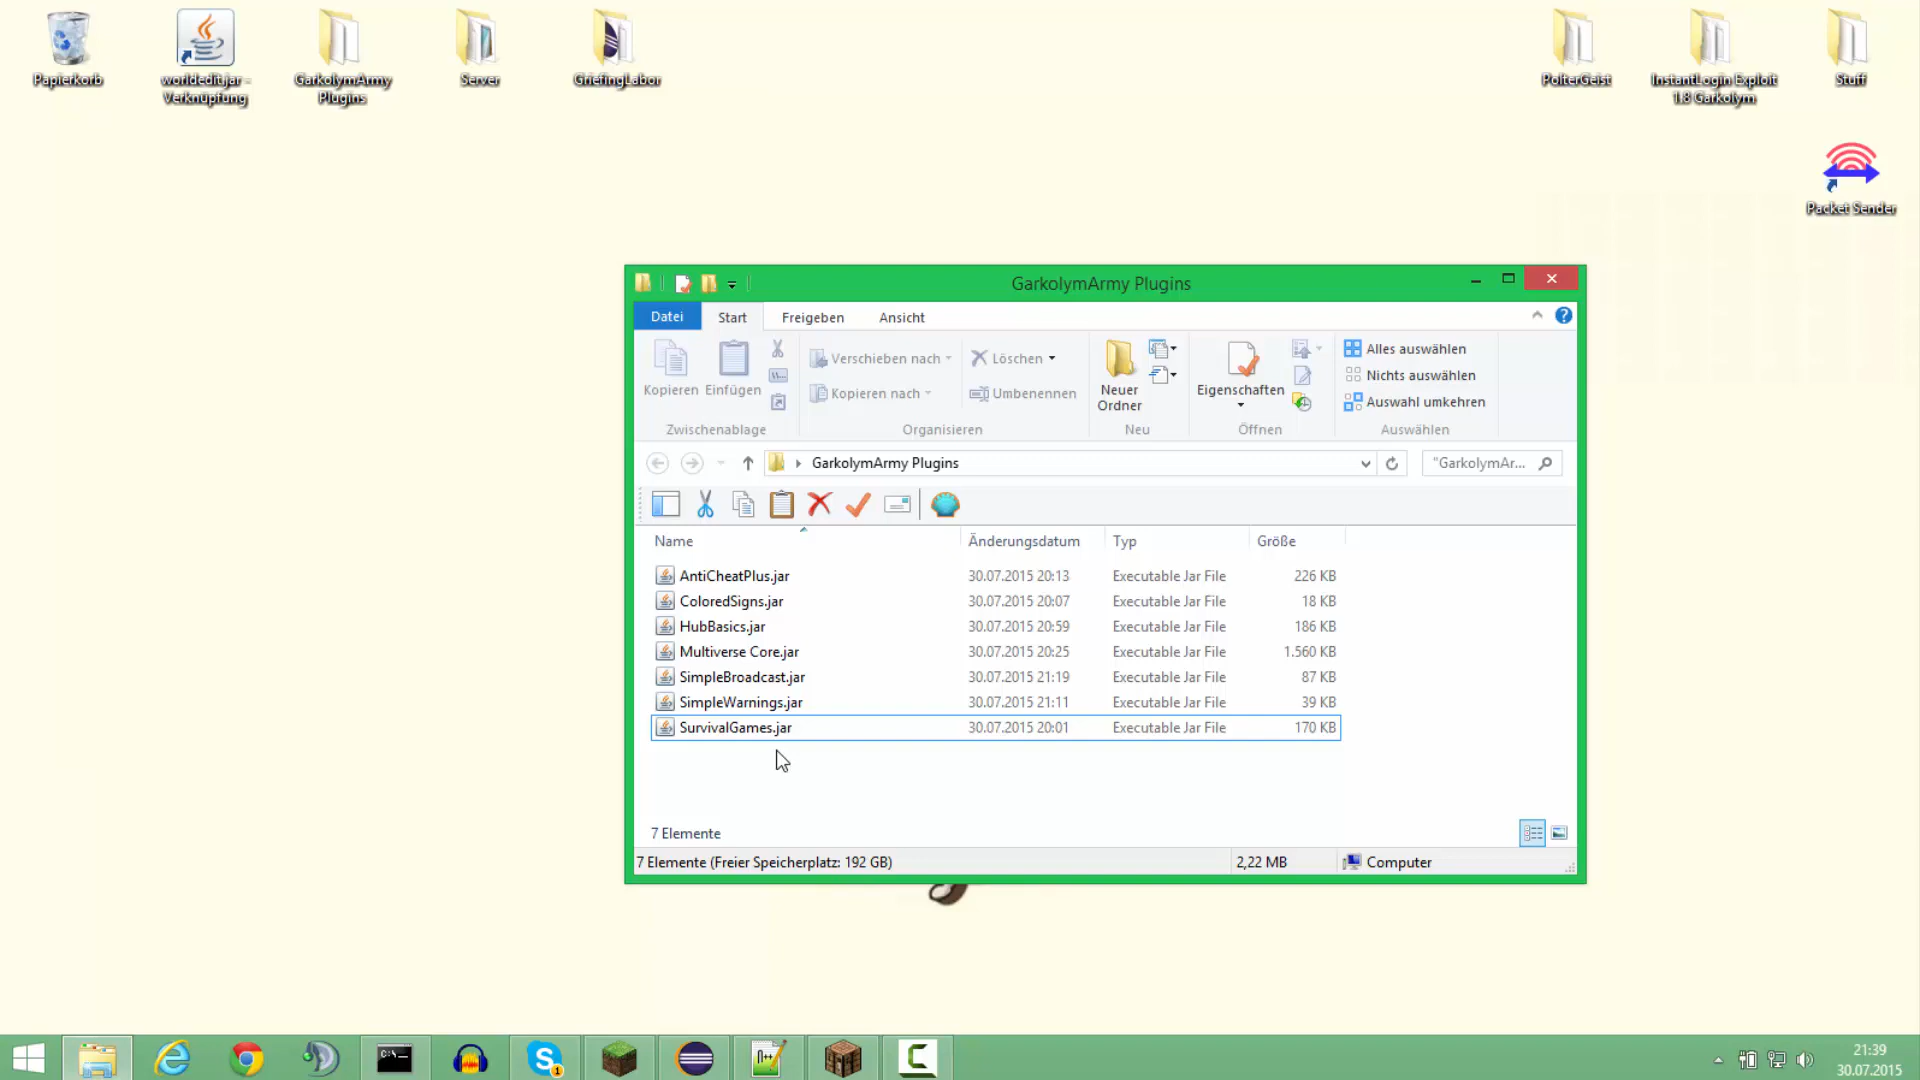 Papierkorb
worldedit.jar -
Verknüpfung
GarkolymArmy
Plugins
Server
GriefingLabor
PolterGeist
InstantLogin Exploit
1.8 Garkolym
Stuff
Packet Sender
GarkolymArmy Plugins
Datei
Start
Freigeben
Ansicht
Kopieren
Einfügen
Verschieben nach
Kopieren nach
Löschen
Umbenennen
Neuer
Ordner
Eigenschaften
Alles auswählen
Nichts auswählen
Auswahl umkehren
Zwischenablage
Organisieren
Neu
Öffnen
Auswählen
GarkolymArmy Plugins
"GarkolymAr...
Name Änderungsdatum Typ Größe
AntiCheatPlus.jar 30.07.2015 20:13 Executable Jar File 226 KB
ColoredSigns.jar 30.07.2015 20:07 Executable Jar File 18 KB
HubBasics.jar 30.07.2015 20:59 Executable Jar File 186 KB
Multiverse Core.jar 30.07.2015 20:25 Executable Jar File 1.560 KB
SimpleBroadcast.jar 30.07.2015 21:19 Executable Jar File 87 KB
SimpleWarnings.jar 30.07.2015 21:11 Executable Jar File 39 KB
SurvivalGames.jar 30.07.2015 20:01 Executable Jar File 170 KB
7 Elemente
7 Elemente (Freier Speicherplatz: 192 GB) 2,22 MB Computer
21:39
30.07.2015